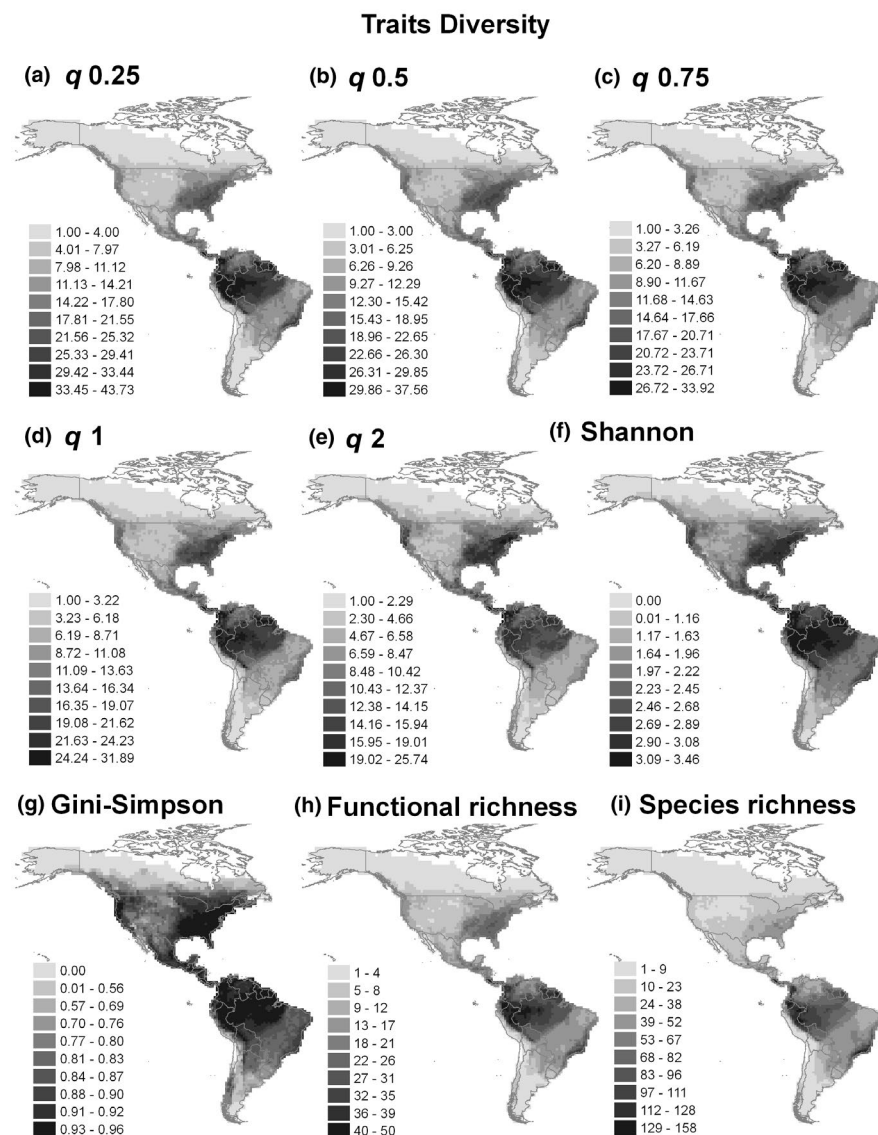 Traits Diversity
(a) q 0.25
1.00 - 4.00
4.01 - 7.97
7.98 - 11.12
11.13 - 14.21
14.22 - 17.80
17.81 - 21.55
21.56 - 25.32
25.33 - 29.41
29.42 - 33.44
33.45 - 43.73
(b) q 0.5
1.00 - 3.00
3.01 - 6.25
6.26 - 9.26
9.27 - 12.29
12.30 - 15.42
15.43 - 18.95
18.96 - 22.65
22.66 - 26.30
26.31 - 29.85
29.86 - 37.56
(c) q 0.75
1.00 - 3.26
3.27 - 6.19
6.20 - 8.89
8.90 - 11.67
11.68 - 14.63
14.64 - 17.66
17.67 - 20.71
20.72 - 23.71
23.72 - 26.71
26.72 - 33.92
(d) q 1
1.00 - 3.22
3.23 - 6.18
6.19 - 8.71
8.72 - 11.08
11.09 - 13.63
13.64 - 16.34
16.35 - 19.07
19.08 - 21.62
21.63 - 24.23
24.24 - 31.89
(e) q 2
1.00 - 2.29
2.30 - 4.66
4.67 - 6.58
6.59 - 8.47
8.48 - 10.42
10.43 - 12.37
12.38 - 14.15
14.16 - 15.94
15.95 - 19.01
19.02 - 25.74
(f) Shannon
0.00
0.01 - 1.16
1.17 - 1.63
1.64 - 1.96
1.97 - 2.22
2.23 - 2.45
2.46 - 2.68
2.69 - 2.89
2.90 - 3.08
3.09 - 3.46
(g) Gini-Simpson
0.00
0.01 - 0.56
0.57 - 0.69
0.70 - 0.76
0.77 - 0.80
0.81 - 0.83
0.84 - 0.87
0.88 - 0.90
0.91 - 0.92
0.93 - 0.96
(h) Functional richness
1 - 4
5 - 8
9 - 12
13 - 17
18 - 21
22 - 26
27 - 31
32 - 35
36 - 39
40 - 50
(i) Species richness
1 - 9
10 - 23
24 - 38
39 - 52
53 - 67
68 - 82
83 - 96
97 - 111
112 - 128
129 - 158